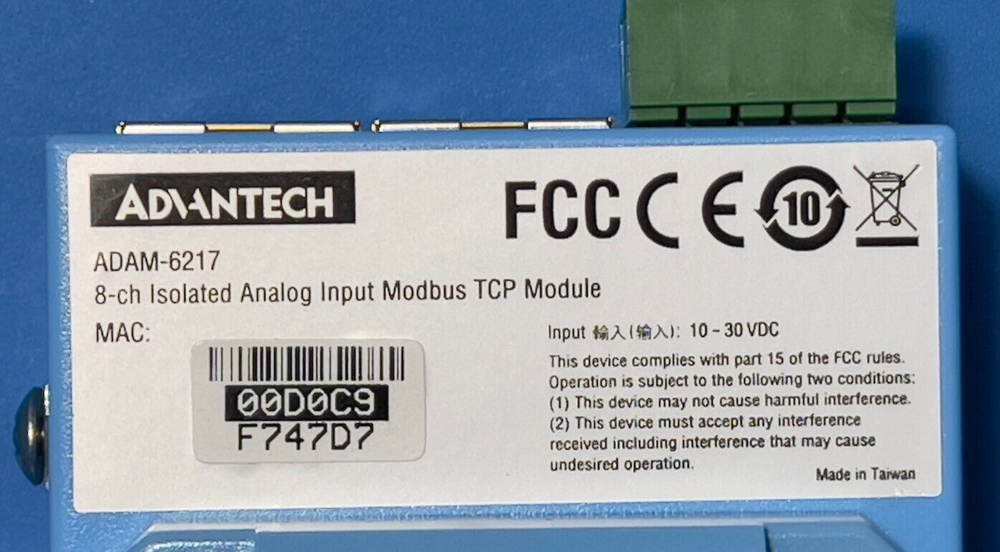 ADVANTECH
FCC CE 10
ADAM-6217
8-ch Isolated Analog Input Modbus TCP Module
MAC:
00D0C9
F747D7
Input 輸入(输入): 10 - 30 VDC
This device complies with part 15 of the FCC rules.
Operation is subject to the following two conditions:
(1) This device may not cause harmful interference.
(2) This device must accept any interference
received including interference that may cause
undesired operation.
Made in Taiwan